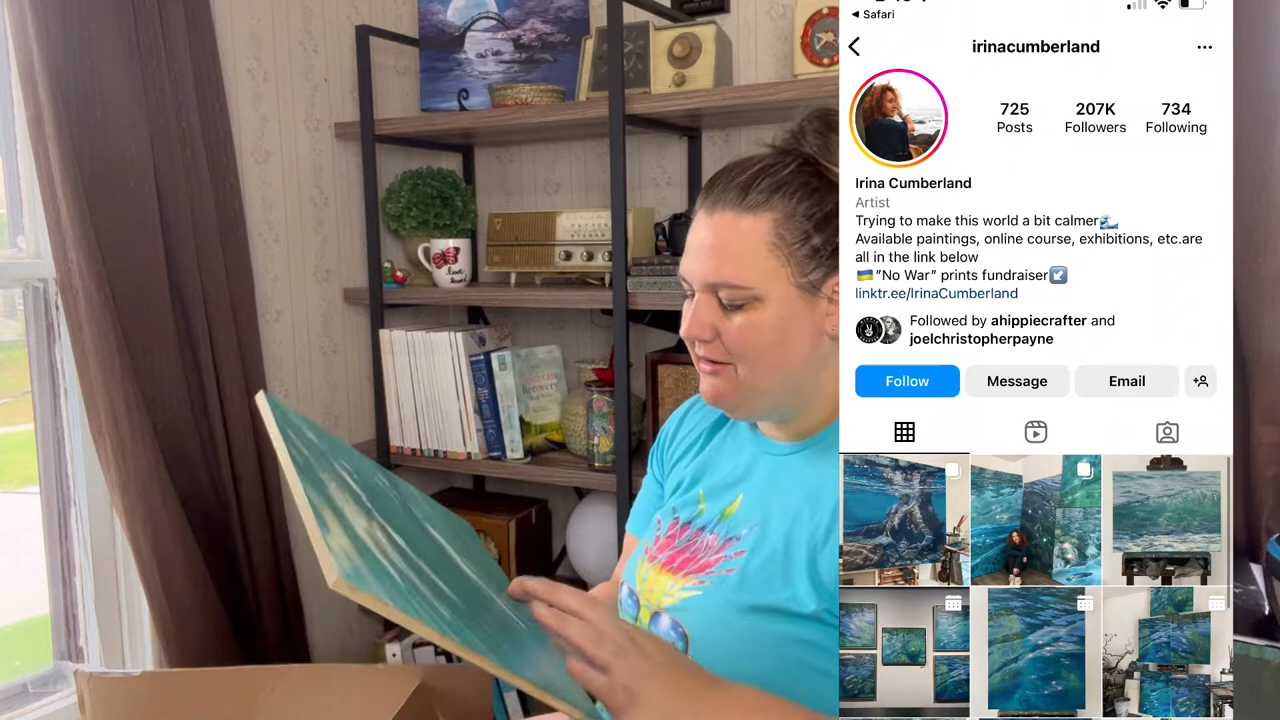 Safari
irinacumberland
725
207K
734
Posts
Followers
Following
Irina Cumberland
Artist
Trying to make this world a bit calmer🌊
Available paintings, online course, exhibitions, etc.are
all in the link below
🇺🇦"No War" prints fundraiser↙️
linktr.ee/IrinaCumberland
Followed by ahippiecrafter and
joelchristopherpayne
Follow
Message
Email
Recovery